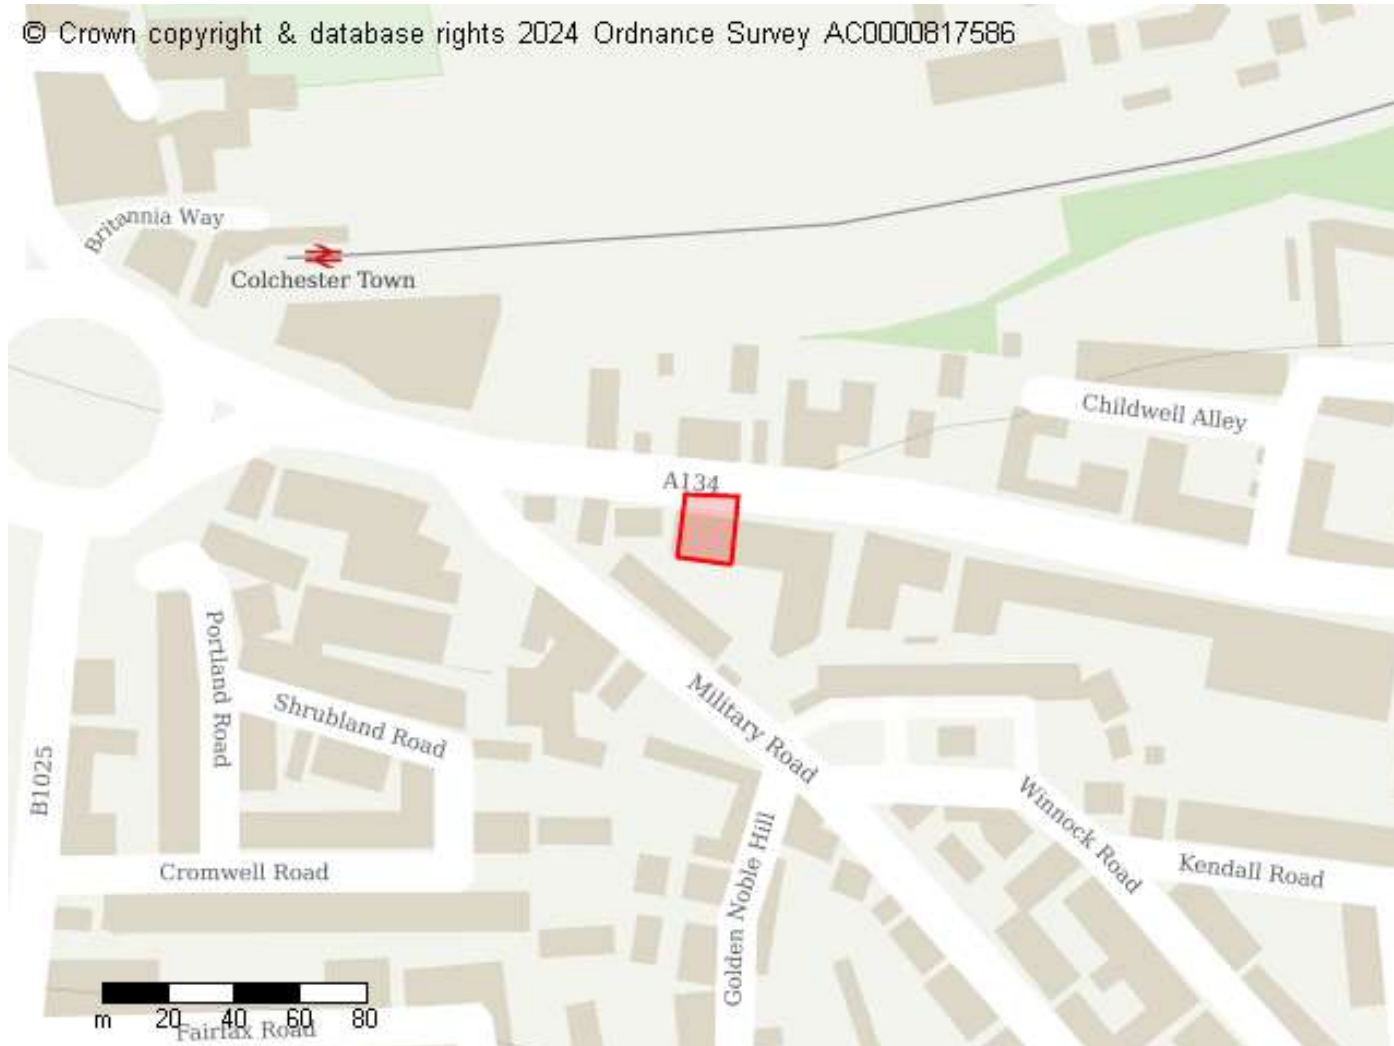 © Crown copyright & database rights 2024 Ordnance Survey AC0000817586
Britannia Way
Colchester Town
Childwell Alley
A134
Portland Road
Shrubland Road
Military Road
B1025
Winnock Road
Golden Noble Hill
Kendall Road
Cromwell Road
m 20 40 60 80
Fairfax Road